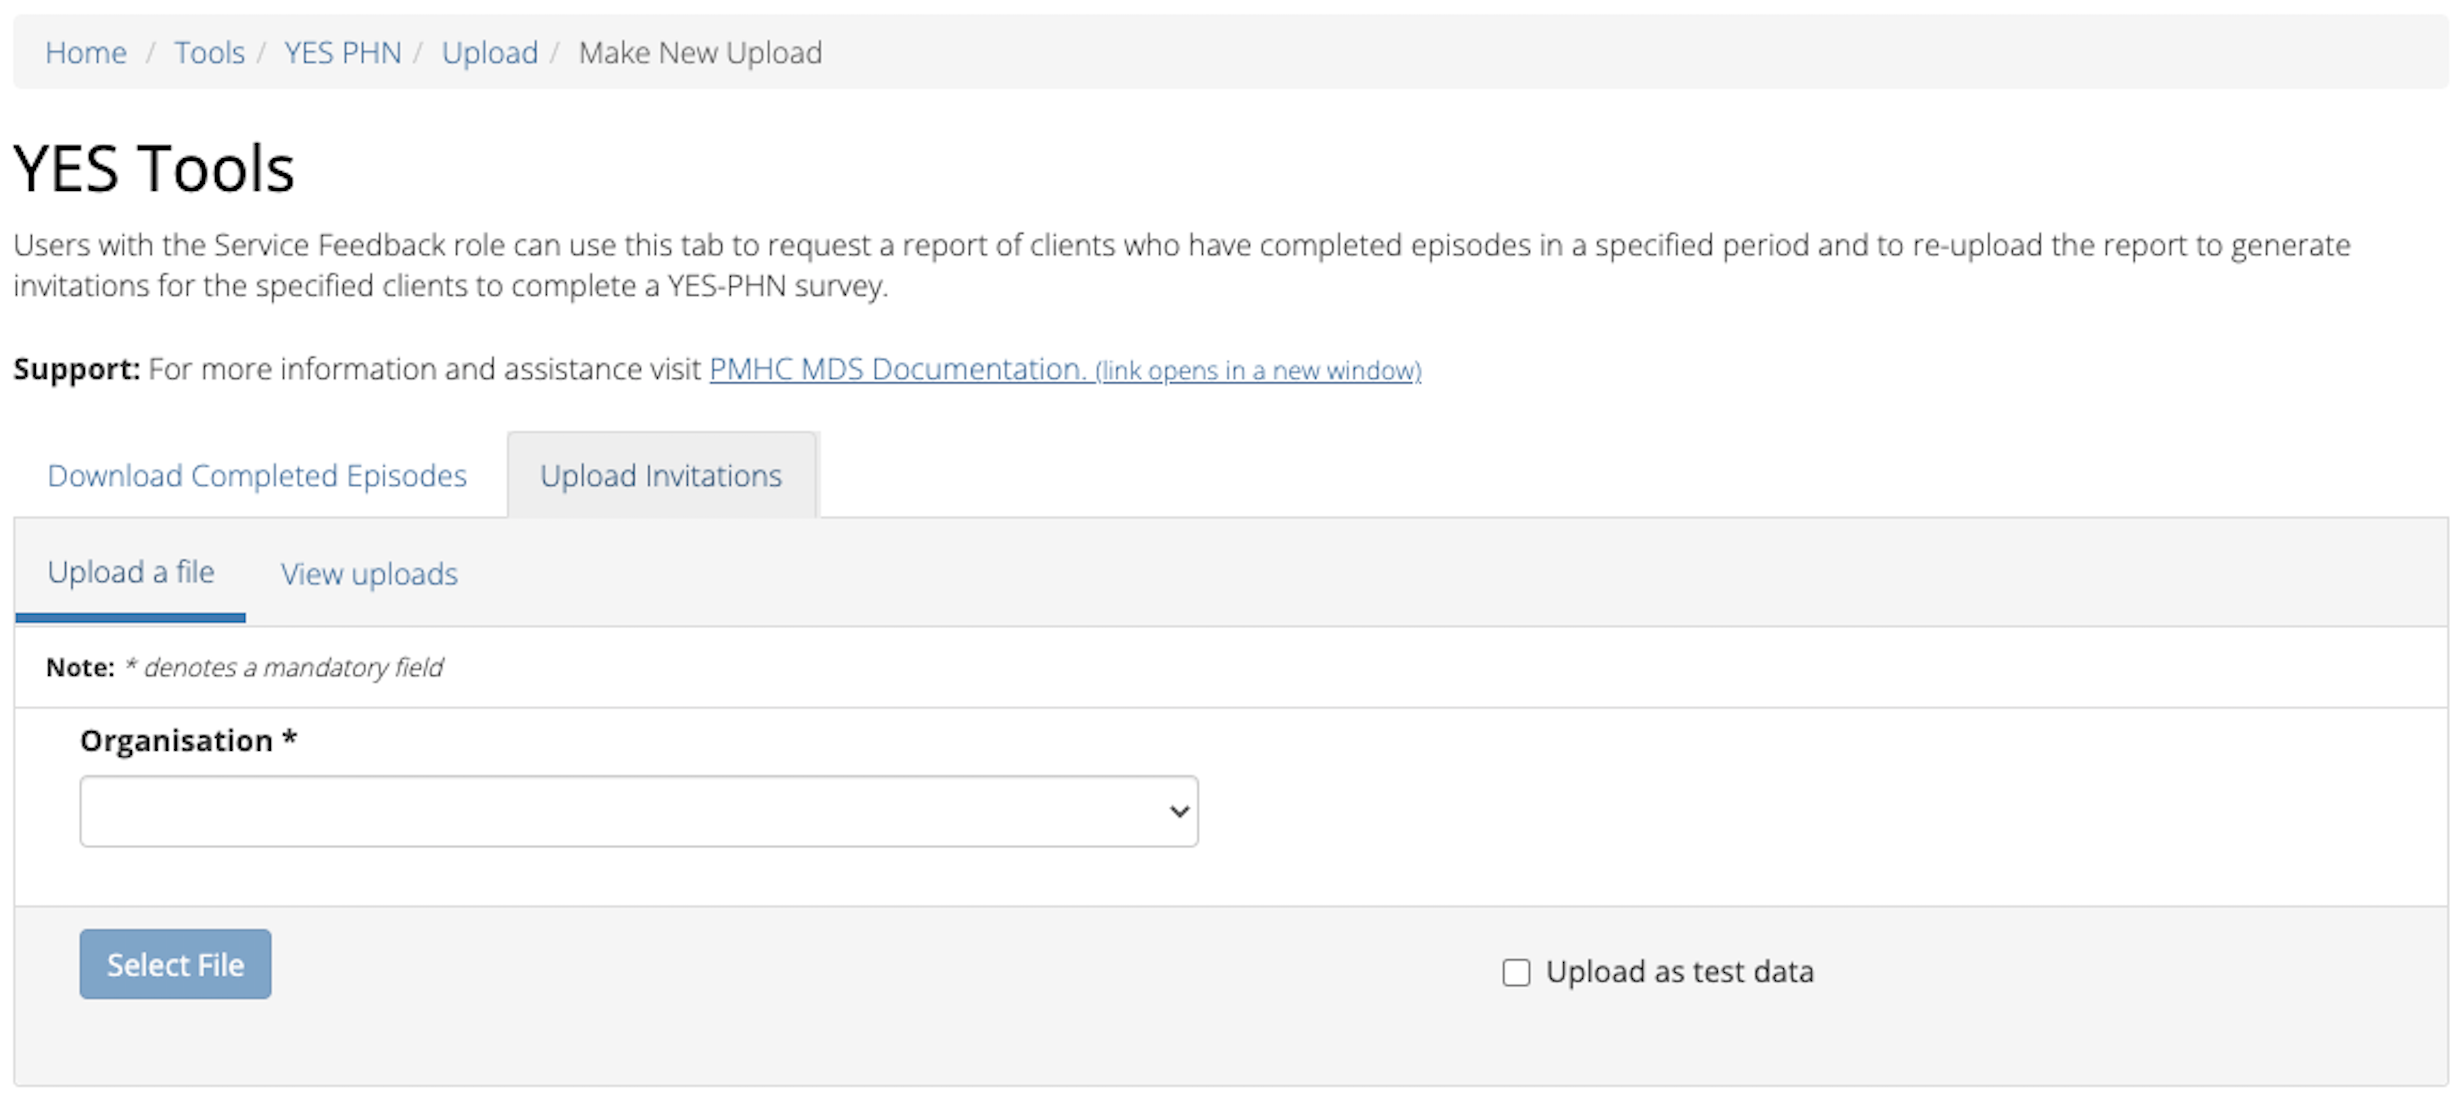 Home / Tools / YES PHN / Upload / Make New Upload
YES Tools
Users with the Service Feedback role can use this tab to request a report of clients who have completed episodes in a specified period and to re-upload the report to generate
invitations for the specified clients to complete a YES-PHN survey.
Support: For more information and assistance visit PMHC MDS Documentation. (link opens in a new window)
Download Completed Episodes Upload Invitations
Upload a file View uploads
Note: * denotes a mandatory field
Organisation *
Select File Upload as test data